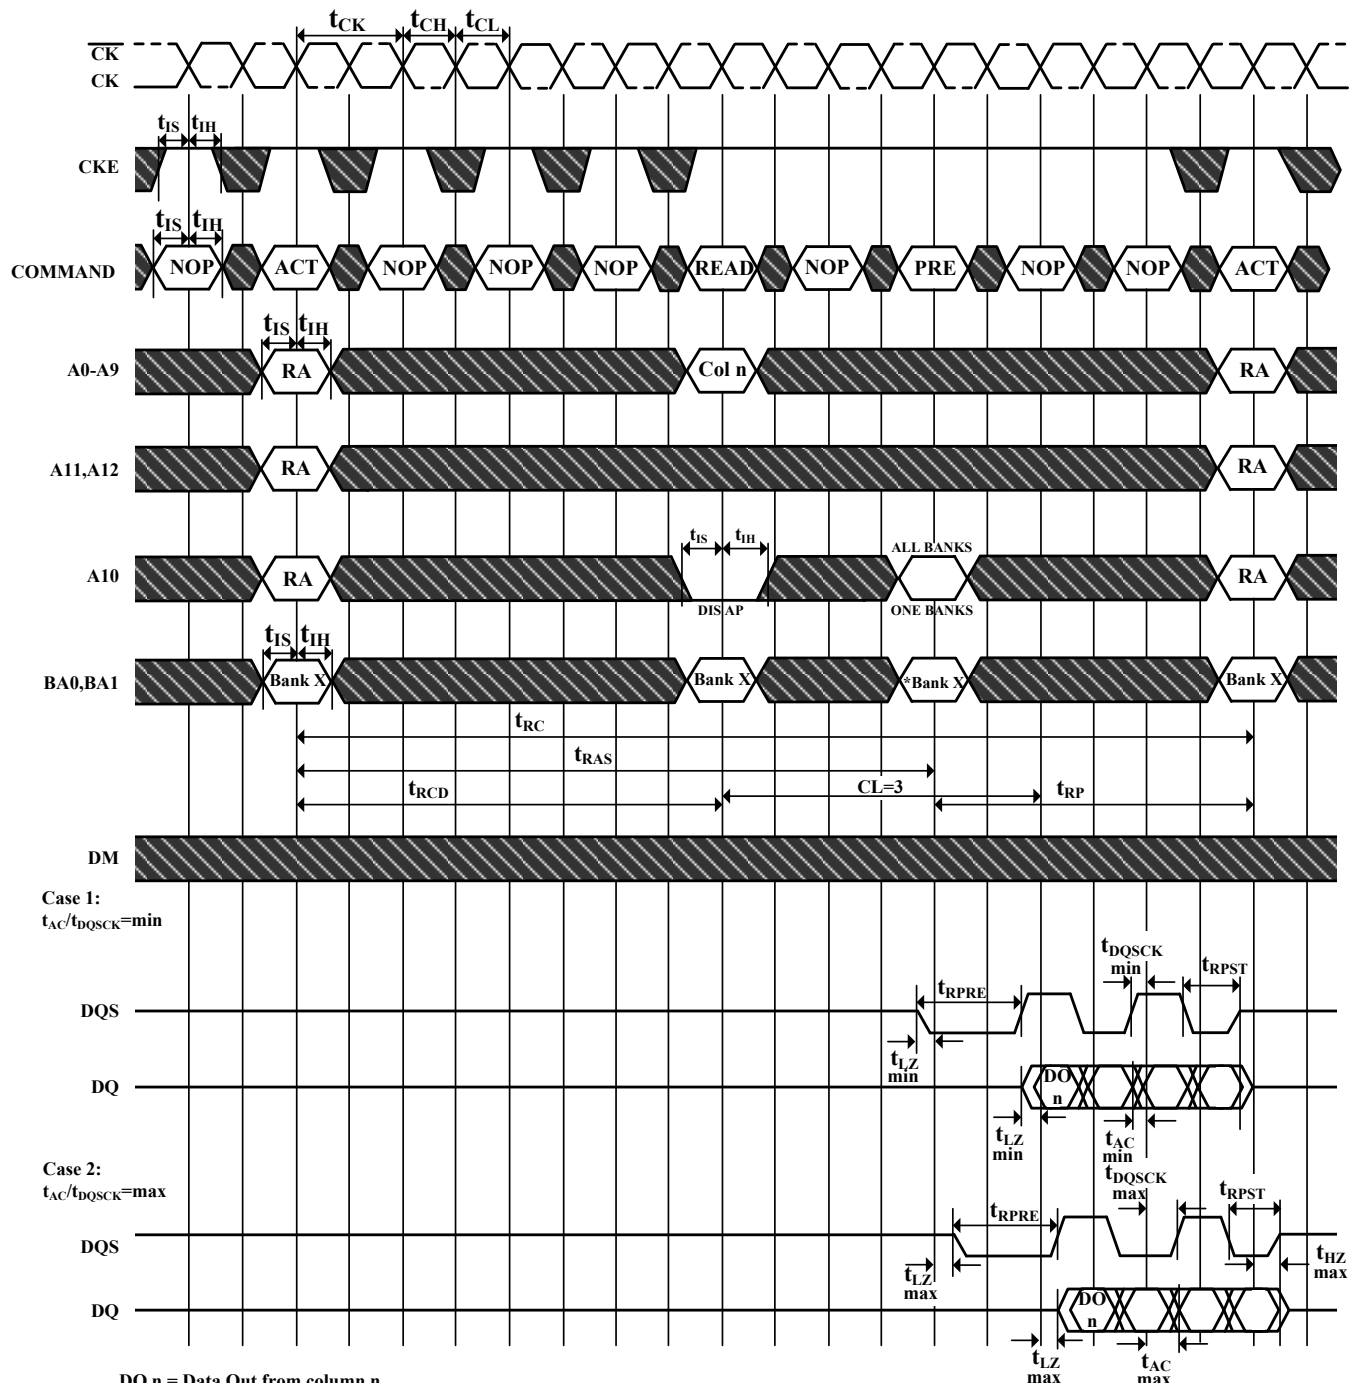 tCK tCH tCL
CK
CK
tIS tIH
CKE
tIS tIH
COMMAND NOP ACT NOP NOP NOP READ NOP PRE NOP NOP ACT
tIS tIH
A0-A9 RA Col n RA
A11,A12 RA RA
tIS tIH ALL BANKS
A10 RA RA
DIS AP ONE BANKS
tIS tIH
BA0,BA1 Bank X Bank X *Bank X Bank X
tRC
tRAS
tRCD CL=3 tRP
DM
Case 1:
tAC/tDQSCK=min
tDQSCK
min
tRPST
tRPRE
DQS
tLZ
min
DQ DO
n
tLZ
min
tAC
min
Case 2:
tAC/tDQSCK=max
tDQSCK
max
tRPST
tRPRE
DQS
tLZ
max
tHZ
max
DQ DO
n
tLZ
max
tAC
max
DO n = Data Out from column n